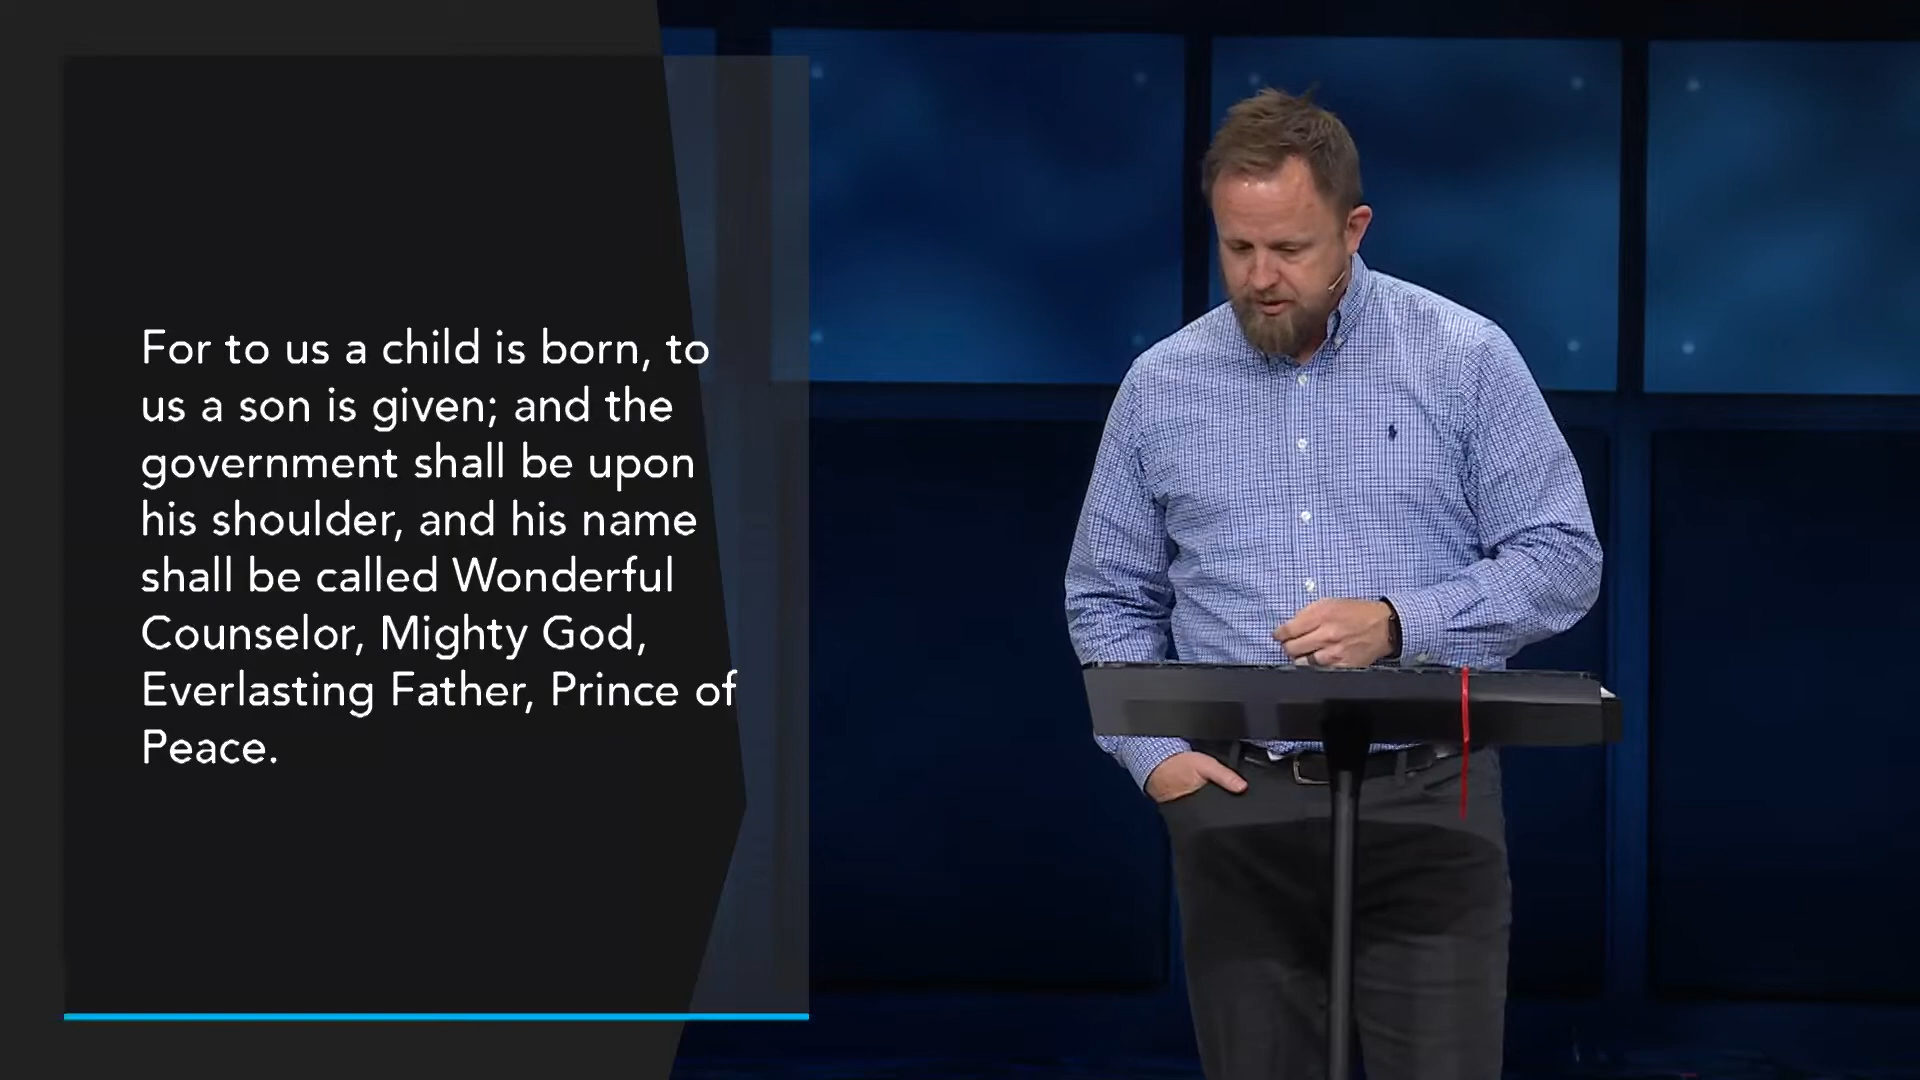 For to us a child is born, to
us a son is given; and the
government shall be upon
his shoulder, and his name
shall be called Wonderful
Counselor, Mighty God,
Everlasting Father, Prince of
Peace.